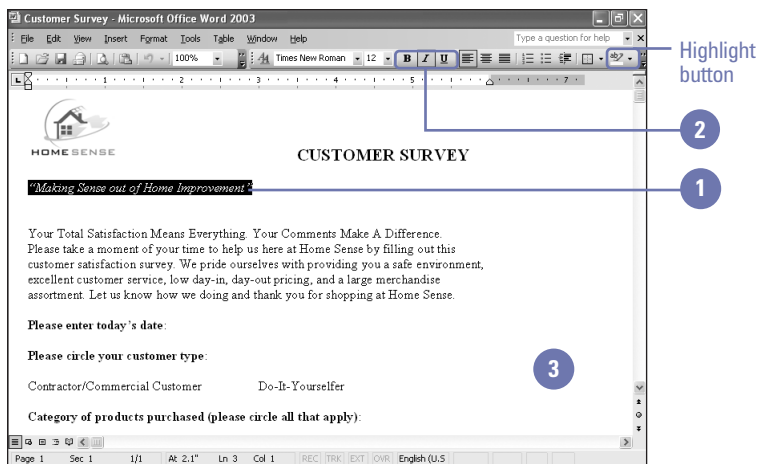 Customer Survey - Microsoft Office Word 2003
File Edit View Insert Format Tools Table Window Help Type a question for help
100% Times New Roman 12 B I U
Highlight
button
1 2 3 4 5 7
2
HOMESENSE
CUSTOMER SURVEY
"Making Sense out of Home Improvement"
1
Your Total Satisfaction Means Everything. Your Comments Make A Difference.
Please take a moment of your time to help us here at Home Sense by filling out this
customer satisfaction survey. We pride ourselves with providing you a safe environment,
excellent customer service, low day-in, day-out pricing, and a large merchandise
assortment. Let us know how we doing and thank you for shopping at Home Sense.
Please enter today's date:
Please circle your customer type:
3
Contractor/Commercial Customer Do-It-Yourselfer
Category of products purchased (please circle all that apply):
Page 1 Sec 1 1/1 At 2.1" Ln 3 Col 1 REC TRK EXT OVR English (U.S